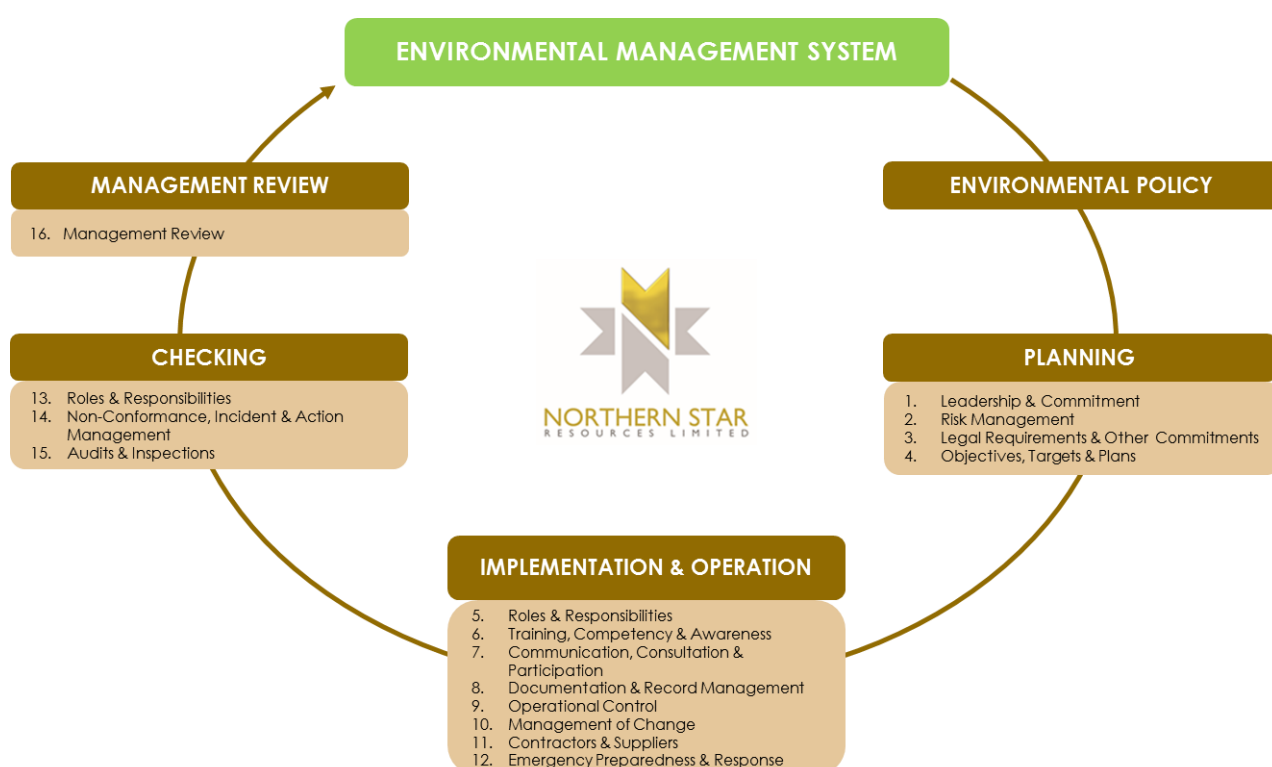 ENVIRONMENTAL MANAGEMENT SYSTEM
ENVIRONMENTAL POLICY
PLANNING
1. Leadership & Commitment
2. Risk Management
3. Legal Requirements & Other Commitments
4. Objectives, Targets & Plans
IMPLEMENTATION & OPERATION
5. Roles & Responsibilities
6. Training, Competency & Awareness
7. Communication, Consultation &
Participation
8. Documentation & Record Management
9. Operational Control
10. Management of Change
11. Contractors & Suppliers
12. Emergency Preparedness & Response
CHECKING
13. Roles & Responsibilities
14. Non-Conformance, Incident & Action
Management
15. Audits & Inspections
MANAGEMENT REVIEW
16. Management Review
NORTHERN STAR
RESOURCES LIMITED